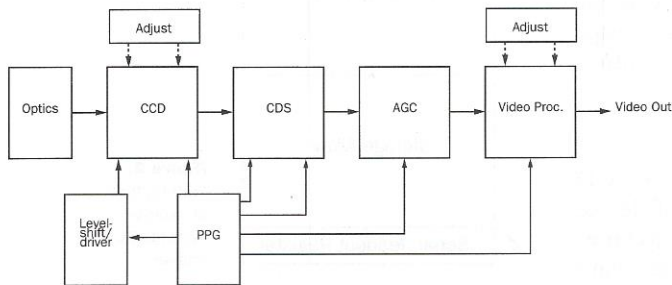 Adjust
Adjust
Optics
CCD
CDS
AGC
Video Proc.
Video Out
Level-
shift/
driver
PPG